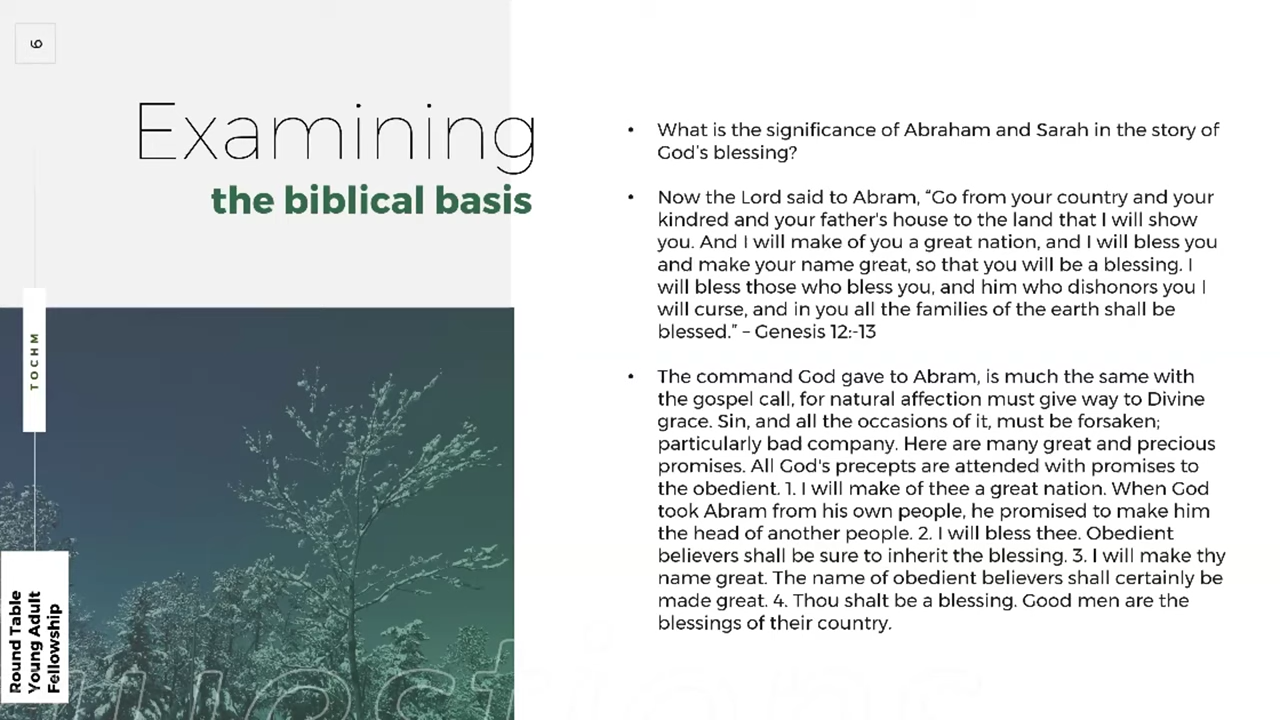 6
Examining
the biblical basis
TOCHM
Round Table
Young Adult
Fellowship
• What is the significance of Abraham and Sarah in the story of
God's blessing?
• Now the Lord said to Abram, “Go from your country and your
kindred and your father's house to the land that I will show
you. And I will make of you a great nation, and I will bless you
and make your name great, so that you will be a blessing. I
will bless those who bless you, and him who dishonors you I
will curse, and in you all the families of the earth shall be
blessed.” – Genesis 12:-13
• The command God gave to Abram, is much the same with
the gospel call, for natural affection must give way to Divine
grace. Sin, and all the occasions of it, must be forsaken;
particularly bad company. Here are many great and precious
promises. All God's precepts are attended with promises to
the obedient. 1. I will make of thee a great nation. When God
took Abram from his own people, he promised to make him
the head of another people. 2. I will bless thee. Obedient
believers shall be sure to inherit the blessing. 3. I will make thy
name great. The name of obedient believers shall certainly be
made great. 4. Thou shalt be a blessing. Good men are the
blessings of their country.